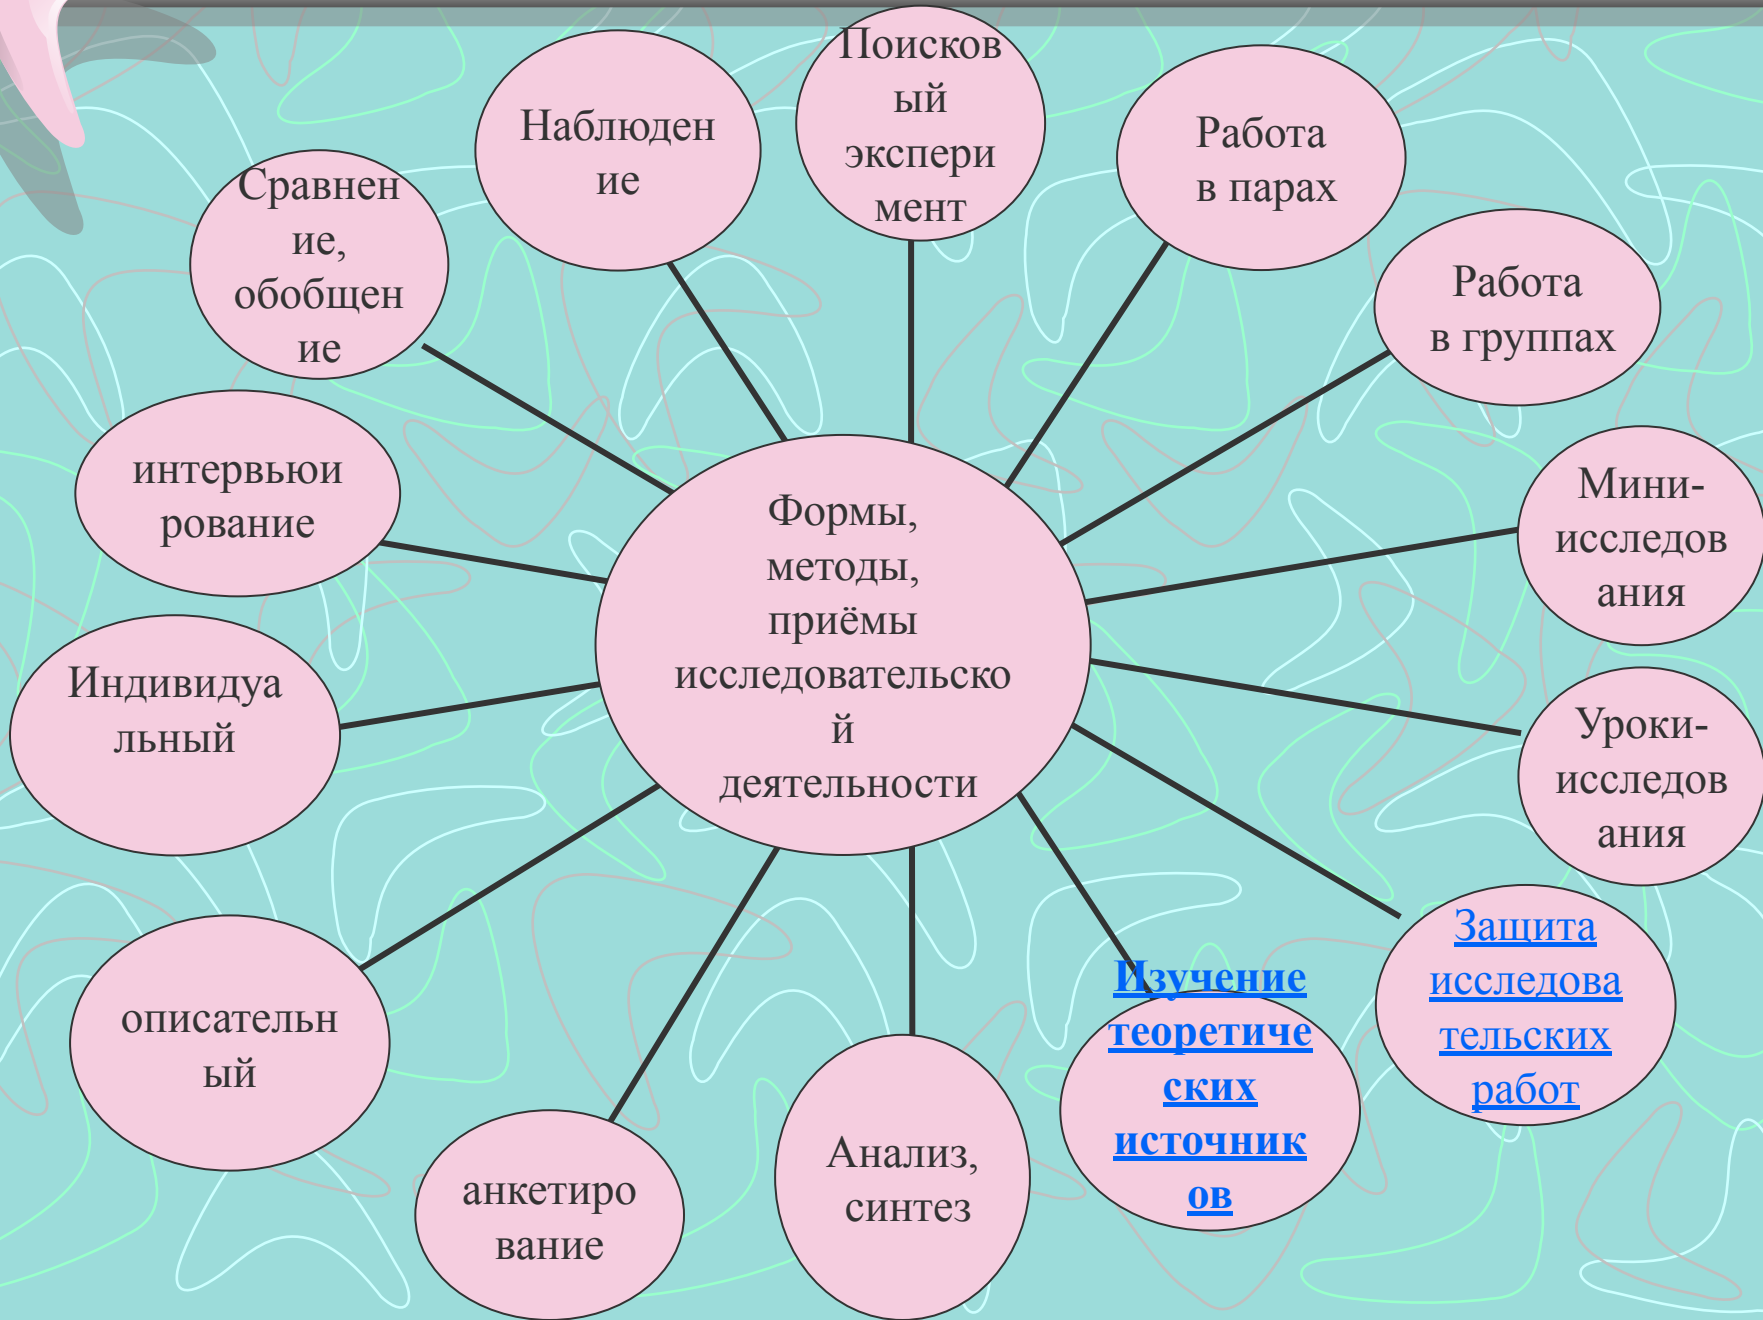 Поисков
ый
экспери
мент
Наблюден
ие
Работа
в парах
Сравнен
ие,
обобщен
ие
Работа
в группах
интервьюи
рование
Мини-
исследов
ания
Формы,
методы,
приёмы
исследовательско
й
деятельности
Индивидуа
льный
Уроки-
исследов
ания
описательн
ый
Защита
исследова
тельских
работ
Изучение
теоретиче
ских
источник
ов
анкетиро
вание
Анализ,
синтез